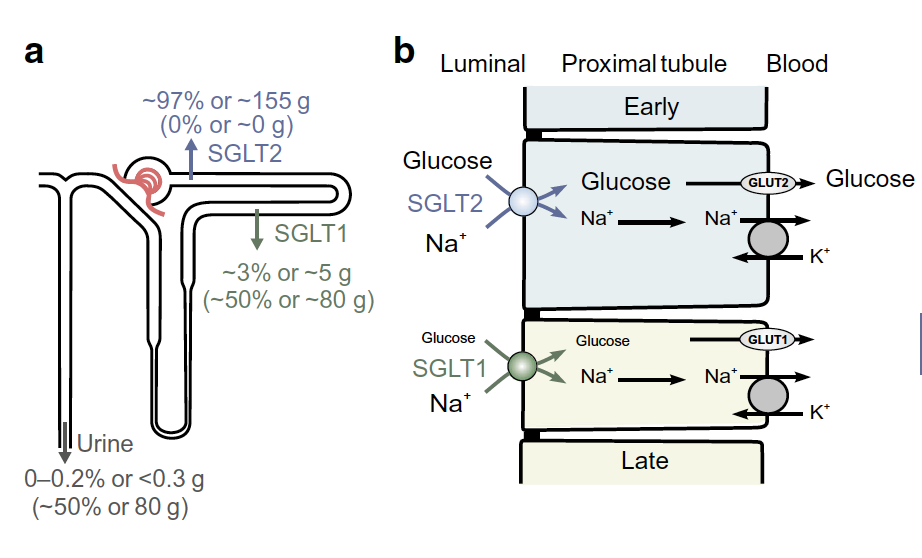 a
~97% or ~155 g
(0% or ~0 g)
SGLT2
SGLT1
~3% or ~5 g
(~50% or ~80 g)
Urine
0–0.2% or <0.3 g
(~50% or 80 g)
b
Luminal Proximal tubule Blood
Early
Glucose
SGLT2
Na⁺
Glucose
Na⁺
Na⁺
GLUT2
Glucose
K⁺
Glucose
SGLT1
Na⁺
Glucose
Na⁺
Na⁺
GLUT1
K⁺
Late